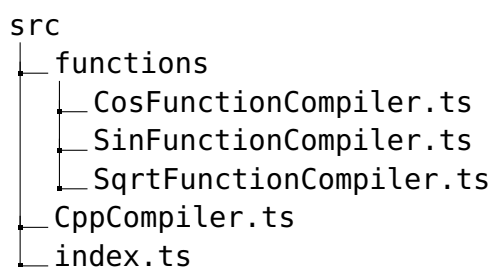 src
functions
CosFunctionCompiler.ts
SinFunctionCompiler.ts
SqrtFunctionCompiler.ts
CppCompiler.ts
index.ts